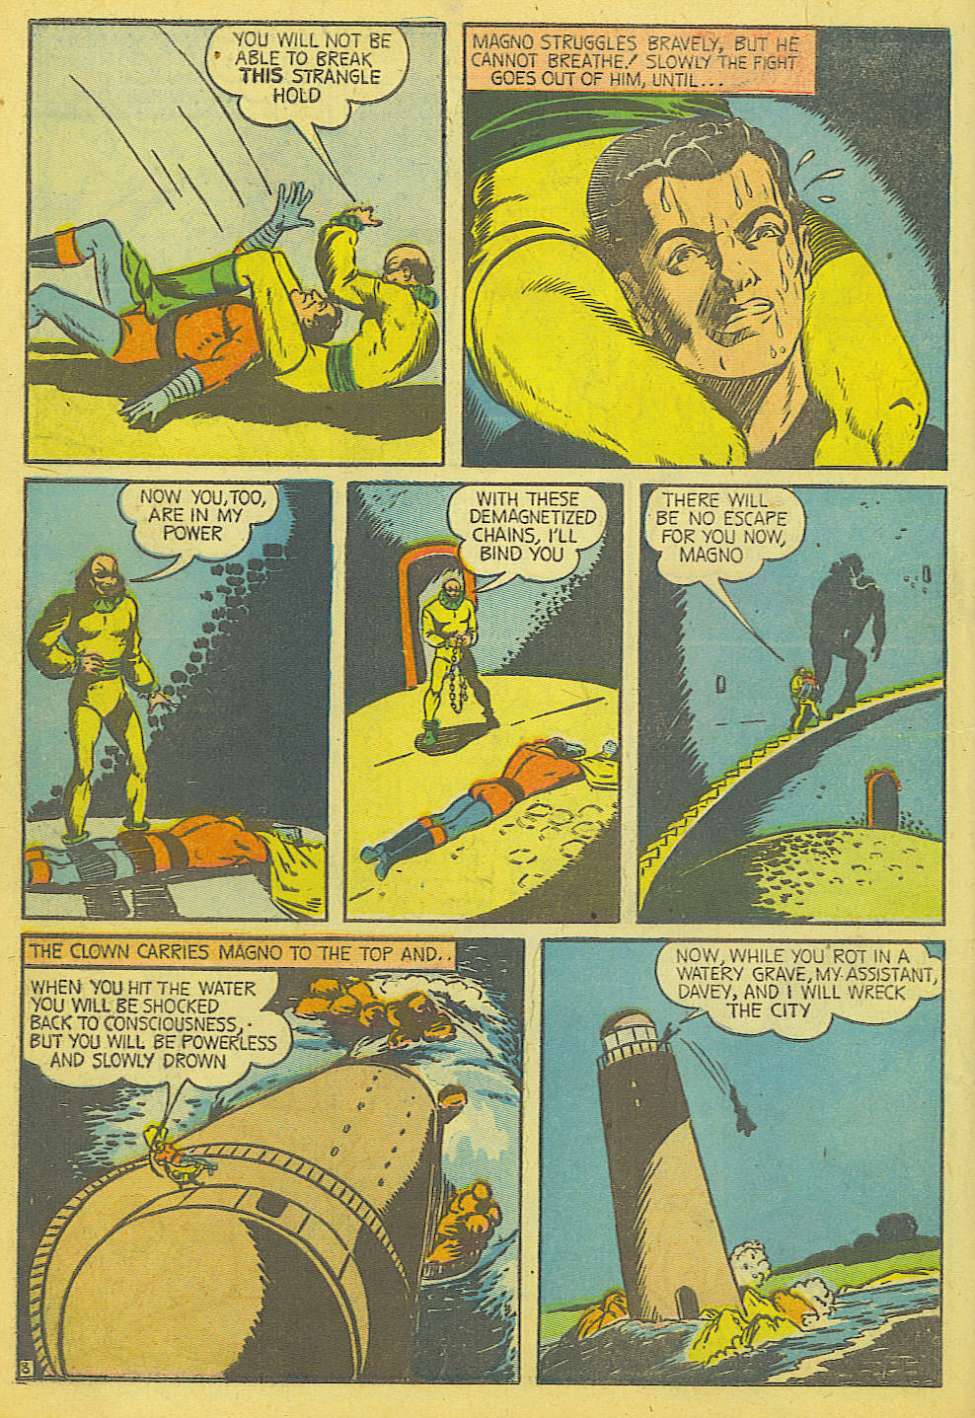 YOU WILL NOT BE
ABLE TO BREAK
THIS STRANGLE
HOLD
MAGNO STRUGGLES BRAVELY, BUT HE
CANNOT BREATHE! SLOWLY THE FIGHT
GOES OUT OF HIM, UNTIL...
NOW YOU, TOO,
ARE IN MY
POWER
WITH THESE
DEMAGNETIZED
CHAINS, I'LL
BIND YOU
THERE WILL
BE NO ESCAPE
FOR YOU NOW,
MAGNO
THE CLOWN CARRIES MAGNO TO THE TOP AND..
WHEN YOU HIT THE WATER
YOU WILL BE SHOCKED
BACK TO CONSCIOUSNESS,
BUT YOU WILL BE POWERLESS
AND SLOWLY DROWN
NOW, WHILE YOU ROT IN A
WATERY GRAVE, MY ASSISTANT,
DAVEY, AND I WILL WRECK
THE CITY
8